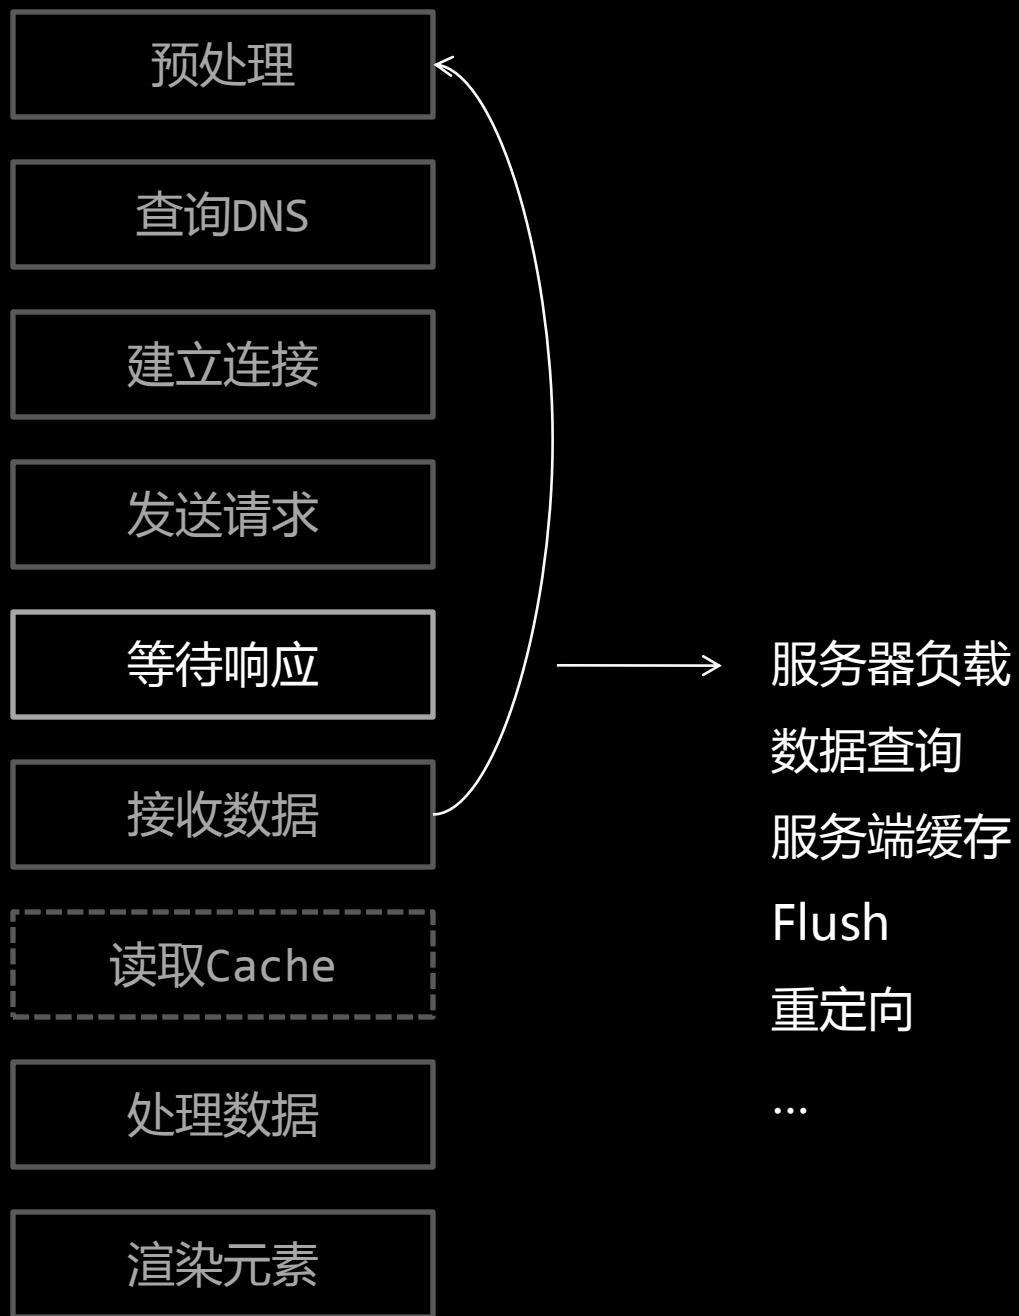 预处理
查询DNS
建立连接
发送请求
等待响应
接收数据
读取Cache
处理数据
渲染元素
服务器负载
数据查询
服务端缓存
Flush
重定向
...